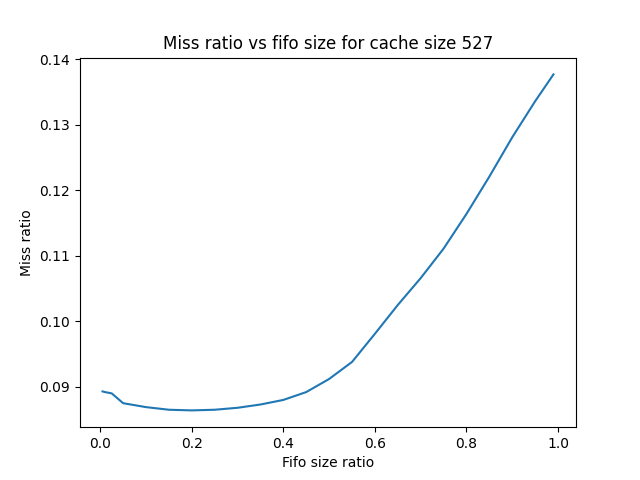 Miss ratio vs fifo size for cache size 527
0.14
0.13
0.12
0.11
0.10
0.09
Miss ratio
0.0 0.2 0.4 0.6 0.8 1.0
Fifo size ratio